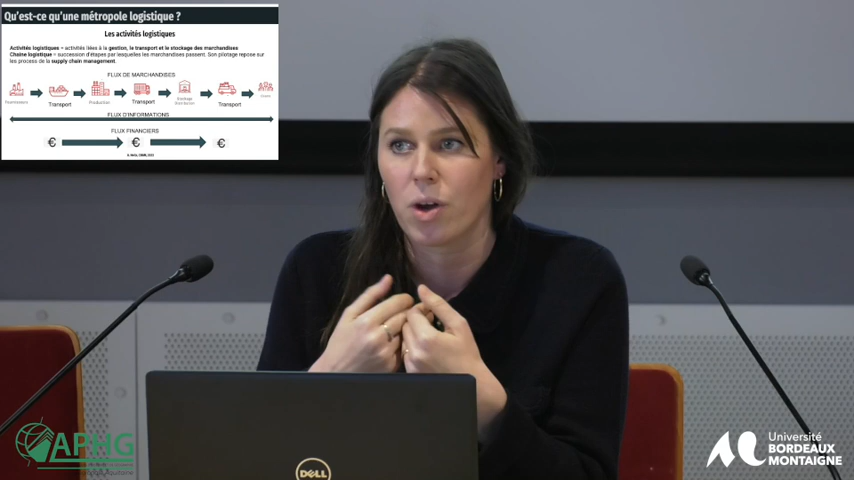 Qu'est-ce qu'une métropole logistique ?
Les activités logistiques
Activités logistiques = activités liées à la gestion, le transport et le stockage des marchandises
Chaîne logistique = succession d'étapes par lesquelles les marchandises passent. Son pilotage repose sur
les process de la supply chain management.
FLUX DE MARCHANDISES
Fournisseurs
Transport
Production
Transport
Stockage
Distribution
Transport
Clients
FLUX D'INFORMATIONS
FLUX FINANCIERS
€ € €
DELL
APHG
Aquitaine
Université
BORDEAUX
MONTAIGNE